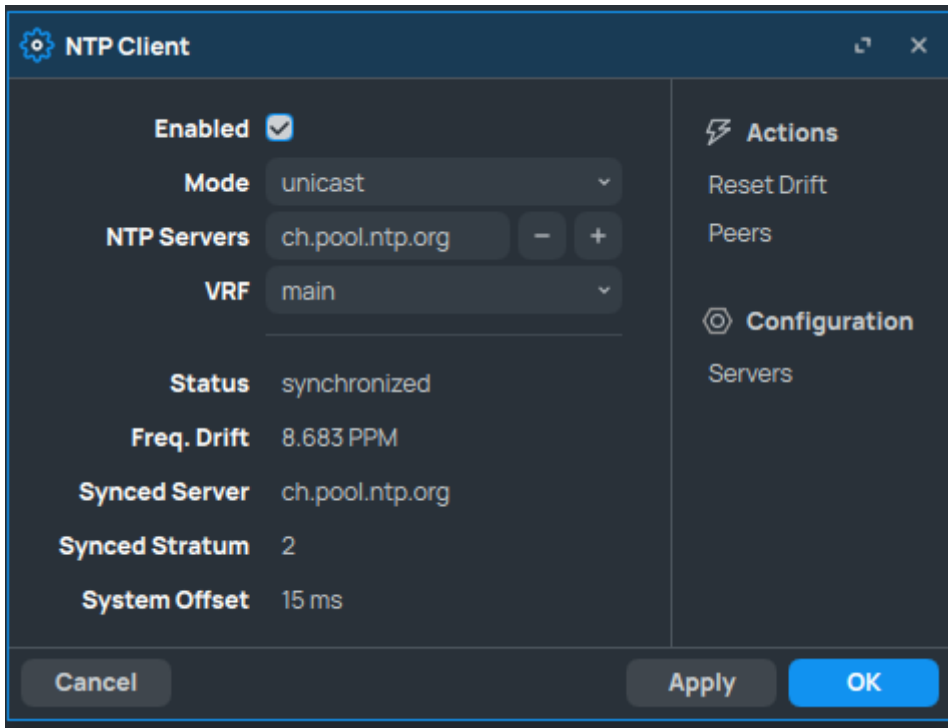 NTP Client
Enabled
Mode unicast
NTP Servers ch.pool.ntp.org - +
VRF main
Status synchronized
Freq. Drift 8.683 PPM
Synced Server ch.pool.ntp.org
Synced Stratum 2
System Offset 15 ms
Actions
Reset Drift
Peers
Configuration
Servers
Cancel Apply OK